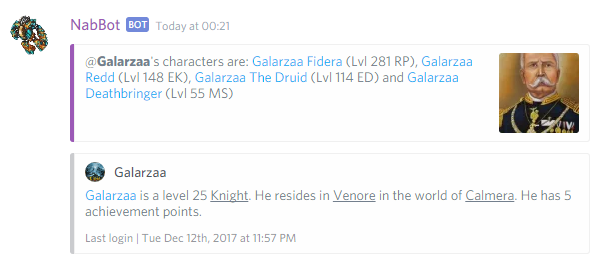 NabBot BOT Today at 00:21
@Galarzaa's characters are: Galarzaa Fidera (Lvl 281 RP), Galarzaa
Redd (Lvl 148 EK), Galarzaa The Druid (Lvl 114 ED) and Galarzaa
Deathbringer (Lvl 55 MS)
Galarzaa
Galarzaa is a level 25 Knight. He resides in Venore in the world of Calmera. He has 5
achievement points.
Last login | Tue Dec 12th, 2017 at 11:57 PM